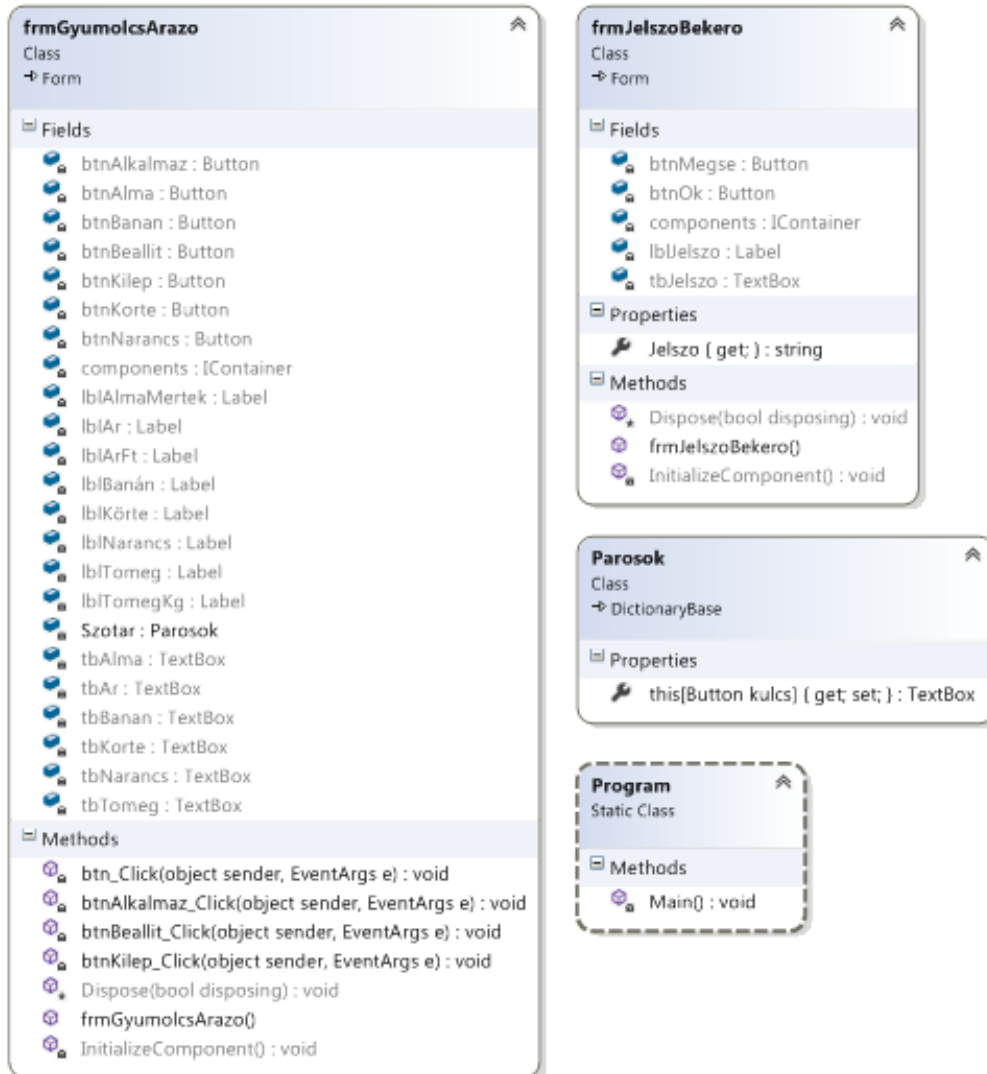 frmGyumolcsArazo
Class
Form
Fields
btnAlkalmaz : Button
btnAlma : Button
btnBanan : Button
btnBeallit : Button
btnKilep : Button
btnKorte : Button
btnNarancs : Button
components : IContainer
lblAlmaMertek : Label
lblAr : Label
lblArFt : Label
lblBanán : Label
lblKörte : Label
lblNarancs : Label
lblTomeg : Label
lblTomegKg : Label
Szotar : Parosok
tbAlma : TextBox
tbAr : TextBox
tbBanan : TextBox
tbKorte : TextBox
tbNarancs : TextBox
tbTomeg : TextBox
Methods
btn_Click(object sender, EventArgs e) : void
btnAlkalmaz_Click(object sender, EventArgs e) : void
btnBeallit_Click(object sender, EventArgs e) : void
btnKilep_Click(object sender, EventArgs e) : void
Dispose(bool disposing) : void
frmGyumolcsArazo()
InitializeComponent() : void
frmJelszoBekero
Class
Form
Fields
btnMegse : Button
btnOk : Button
components : IContainer
lblJelszo : Label
tbJelszo : TextBox
Properties
Jelszo { get; } : string
Methods
Dispose(bool disposing) : void
frmJelszoBekero()
InitializeComponent() : void
Parosok
Class
DictionaryBase
Properties
this[Button kulcs] { get; set; } : TextBox
Program
Static Class
Methods
Main() : void